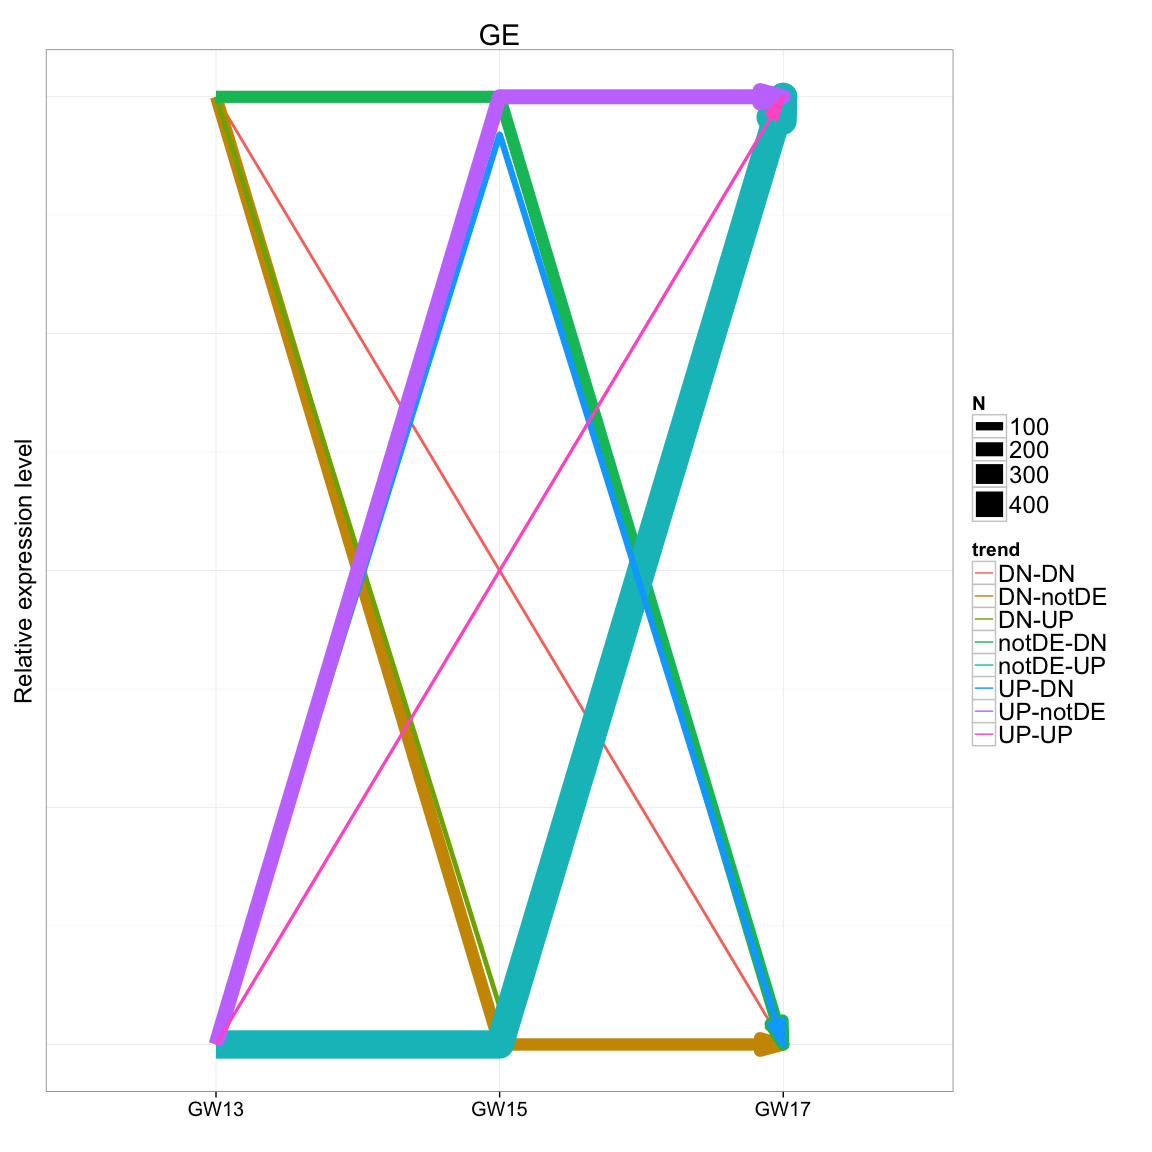 GE
Relative expression level
GW13
GW15
GW17
N
100
200
300
400
trend
DN-DN
DN-notDE
DN-UP
notDE-DN
notDE-UP
UP-DN
UP-notDE
UP-UP